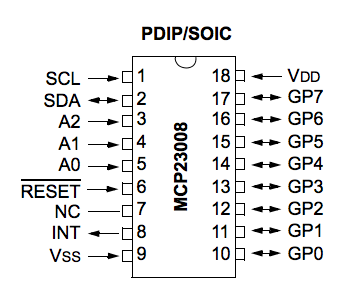 PDIP/SOIC
SCL 1 18 VDD
SDA 2 17 GP7
A2 3 16 GP6
A1 4 15 GP5
A0 5 14 GP4
RESET 6 13 GP3
NC 7 12 GP2
INT 8 11 GP1
VSS 9 10 GP0
MCP23008